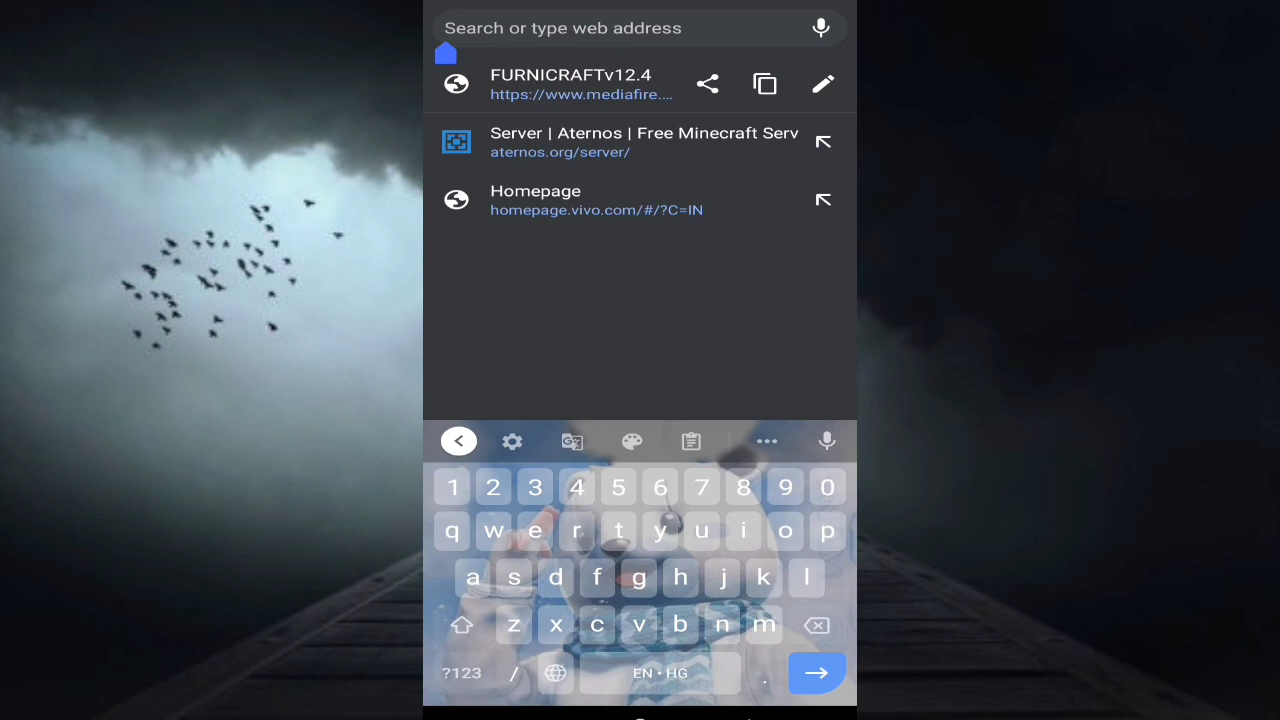 Search or type web address
FURNICRAFTv12.4
https://www.mediafire....
Server | Aternos | Free Minecraft Serv
aternos.org/server/
Homepage
homepage.vivo.com/#/?C=IN
1 2 3 4 5 6 7 8 9 0
q w e r t y u i o p
a s d f g h j k l
z x c v b n m
?123 / EN • HG .